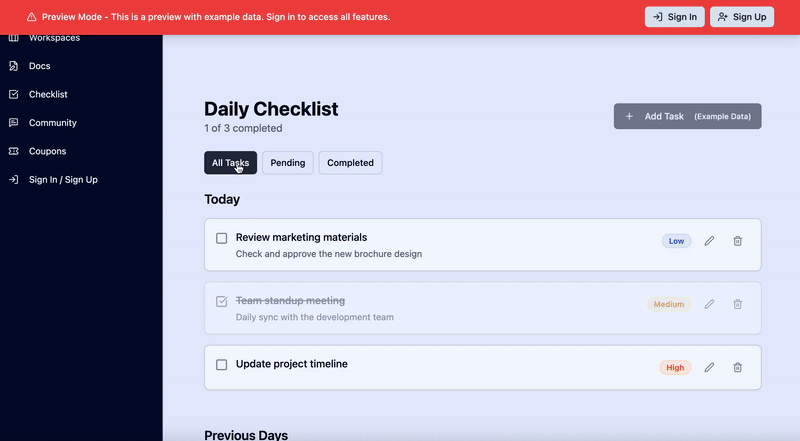 Preview Mode - This is a preview with example data. Sign in to access all features.
Sign In
Sign Up
Workspaces
Docs
Checklist
Community
Coupons
Sign In / Sign Up
Daily Checklist
1 of 3 completed
+ Add Task (Example Data)
All Tasks
Pending
Completed
Today
Review marketing materials
Check and approve the new brochure design
Low
Team standup meeting
Daily sync with the development team
Medium
Update project timeline
High
Previous Days